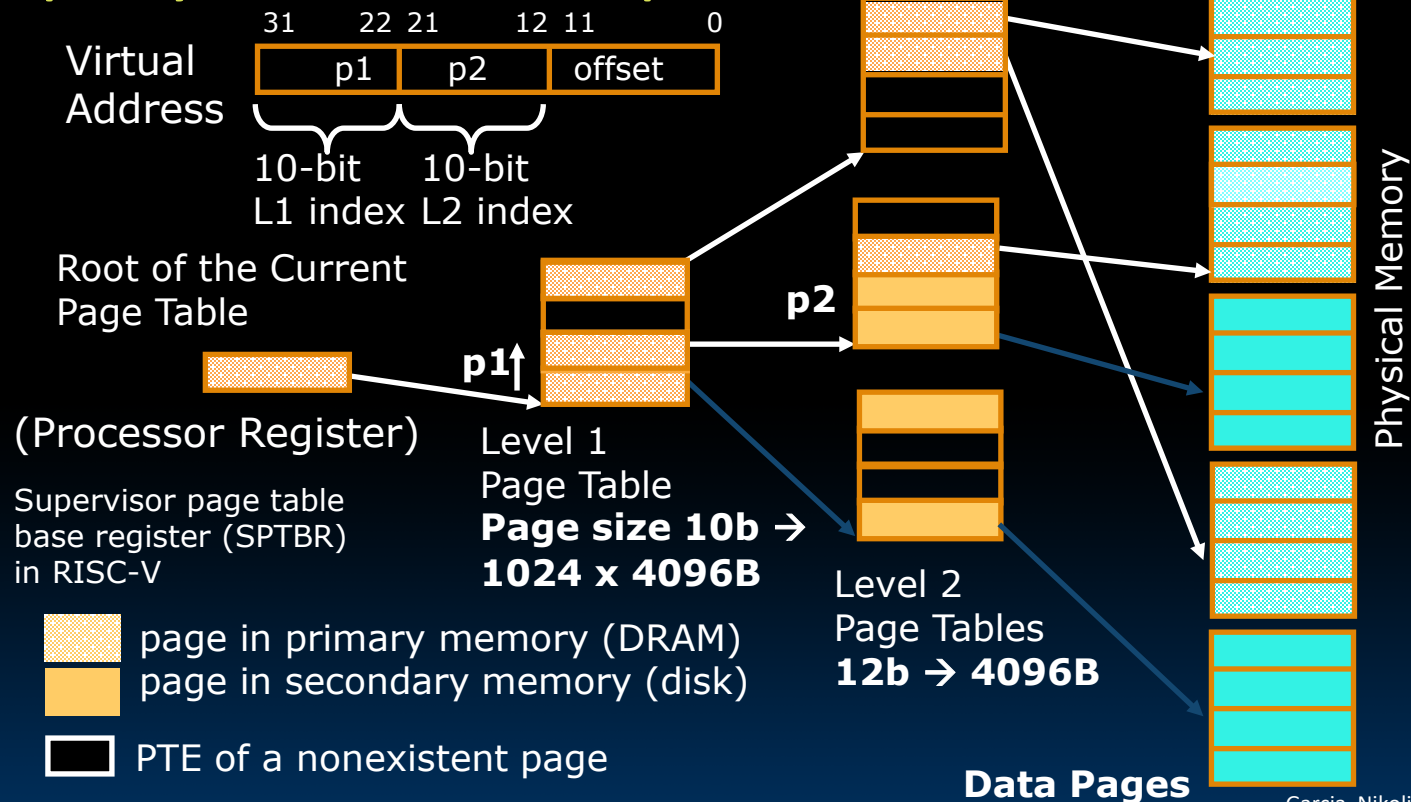 31 22 21 12 11 0
Virtual
Address
p1 p2 offset
10-bit 10-bit
L1 index L2 index
Root of the Current
Page Table
p1
p2
(Processor Register)
Supervisor page table
base register (SPTBR)
in RISC-V
Level 1
Page Table
Page size 10b →
1024 x 4096B
Level 2
Page Tables
12b → 4096B
page in primary memory (DRAM)
page in secondary memory (disk)
PTE of a nonexistent page
Data Pages
Physical Memory